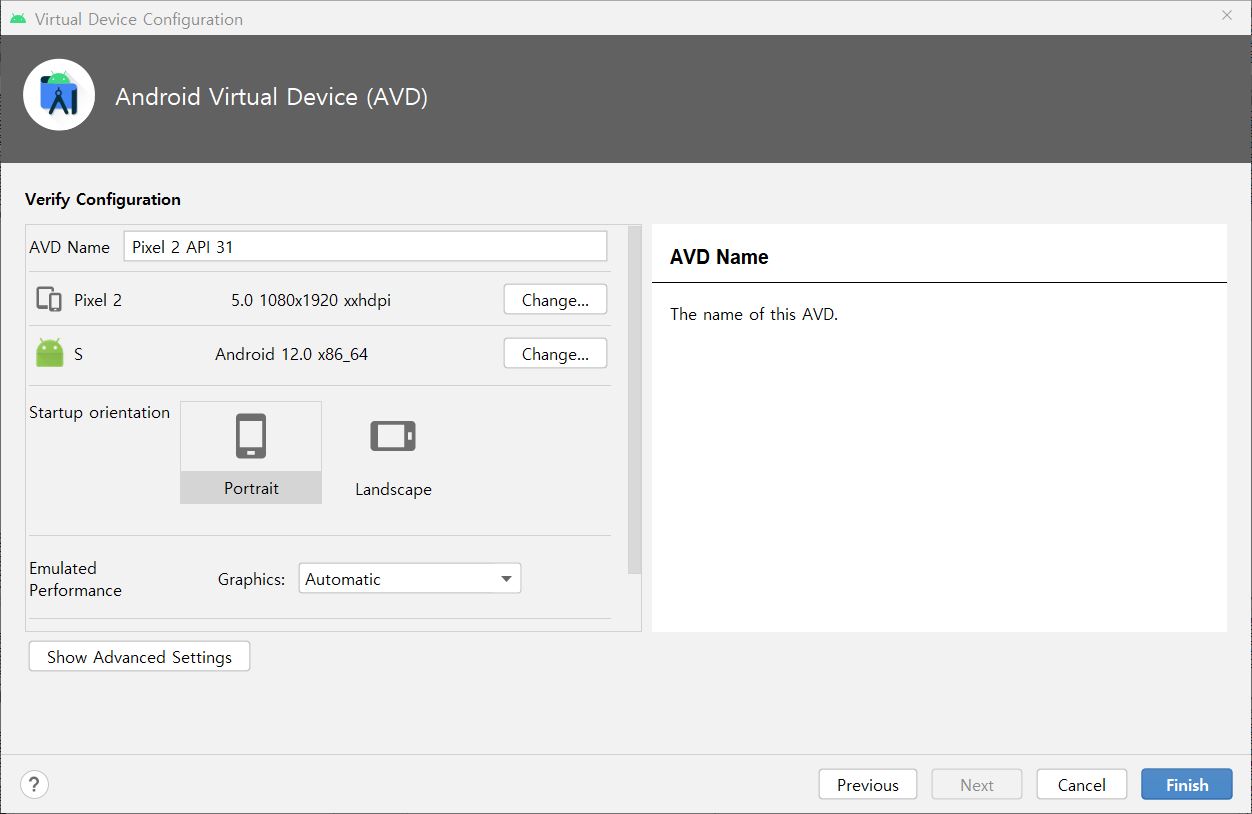 Virtual Device Configuration
Android Virtual Device (AVD)
Verify Configuration
AVD Name Pixel 2 API 31
Pixel 2 5.0 1080x1920 xxhdpi Change...
S Android 12.0 x86_64 Change...
Startup orientation
Portrait
Landscape
Emulated
Performance
Graphics: Automatic
Show Advanced Settings
AVD Name
The name of this AVD.
?
Previous
Next
Cancel
Finish